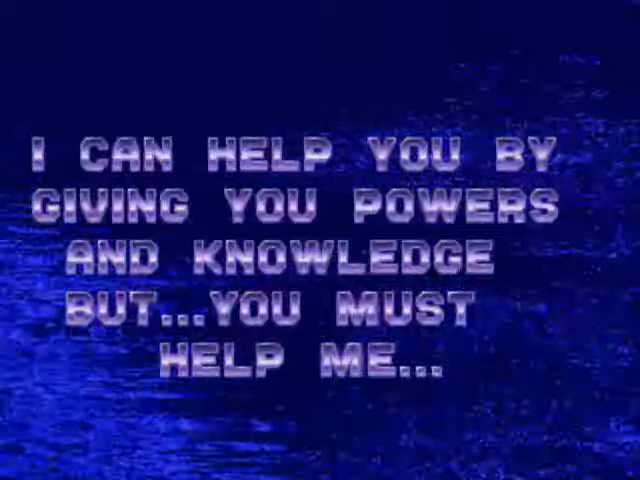 I CAN HELP YOU BY
GIVING YOU POWERS
AND KNOWLEDGE
BUT...YOU MUST
HELP ME...